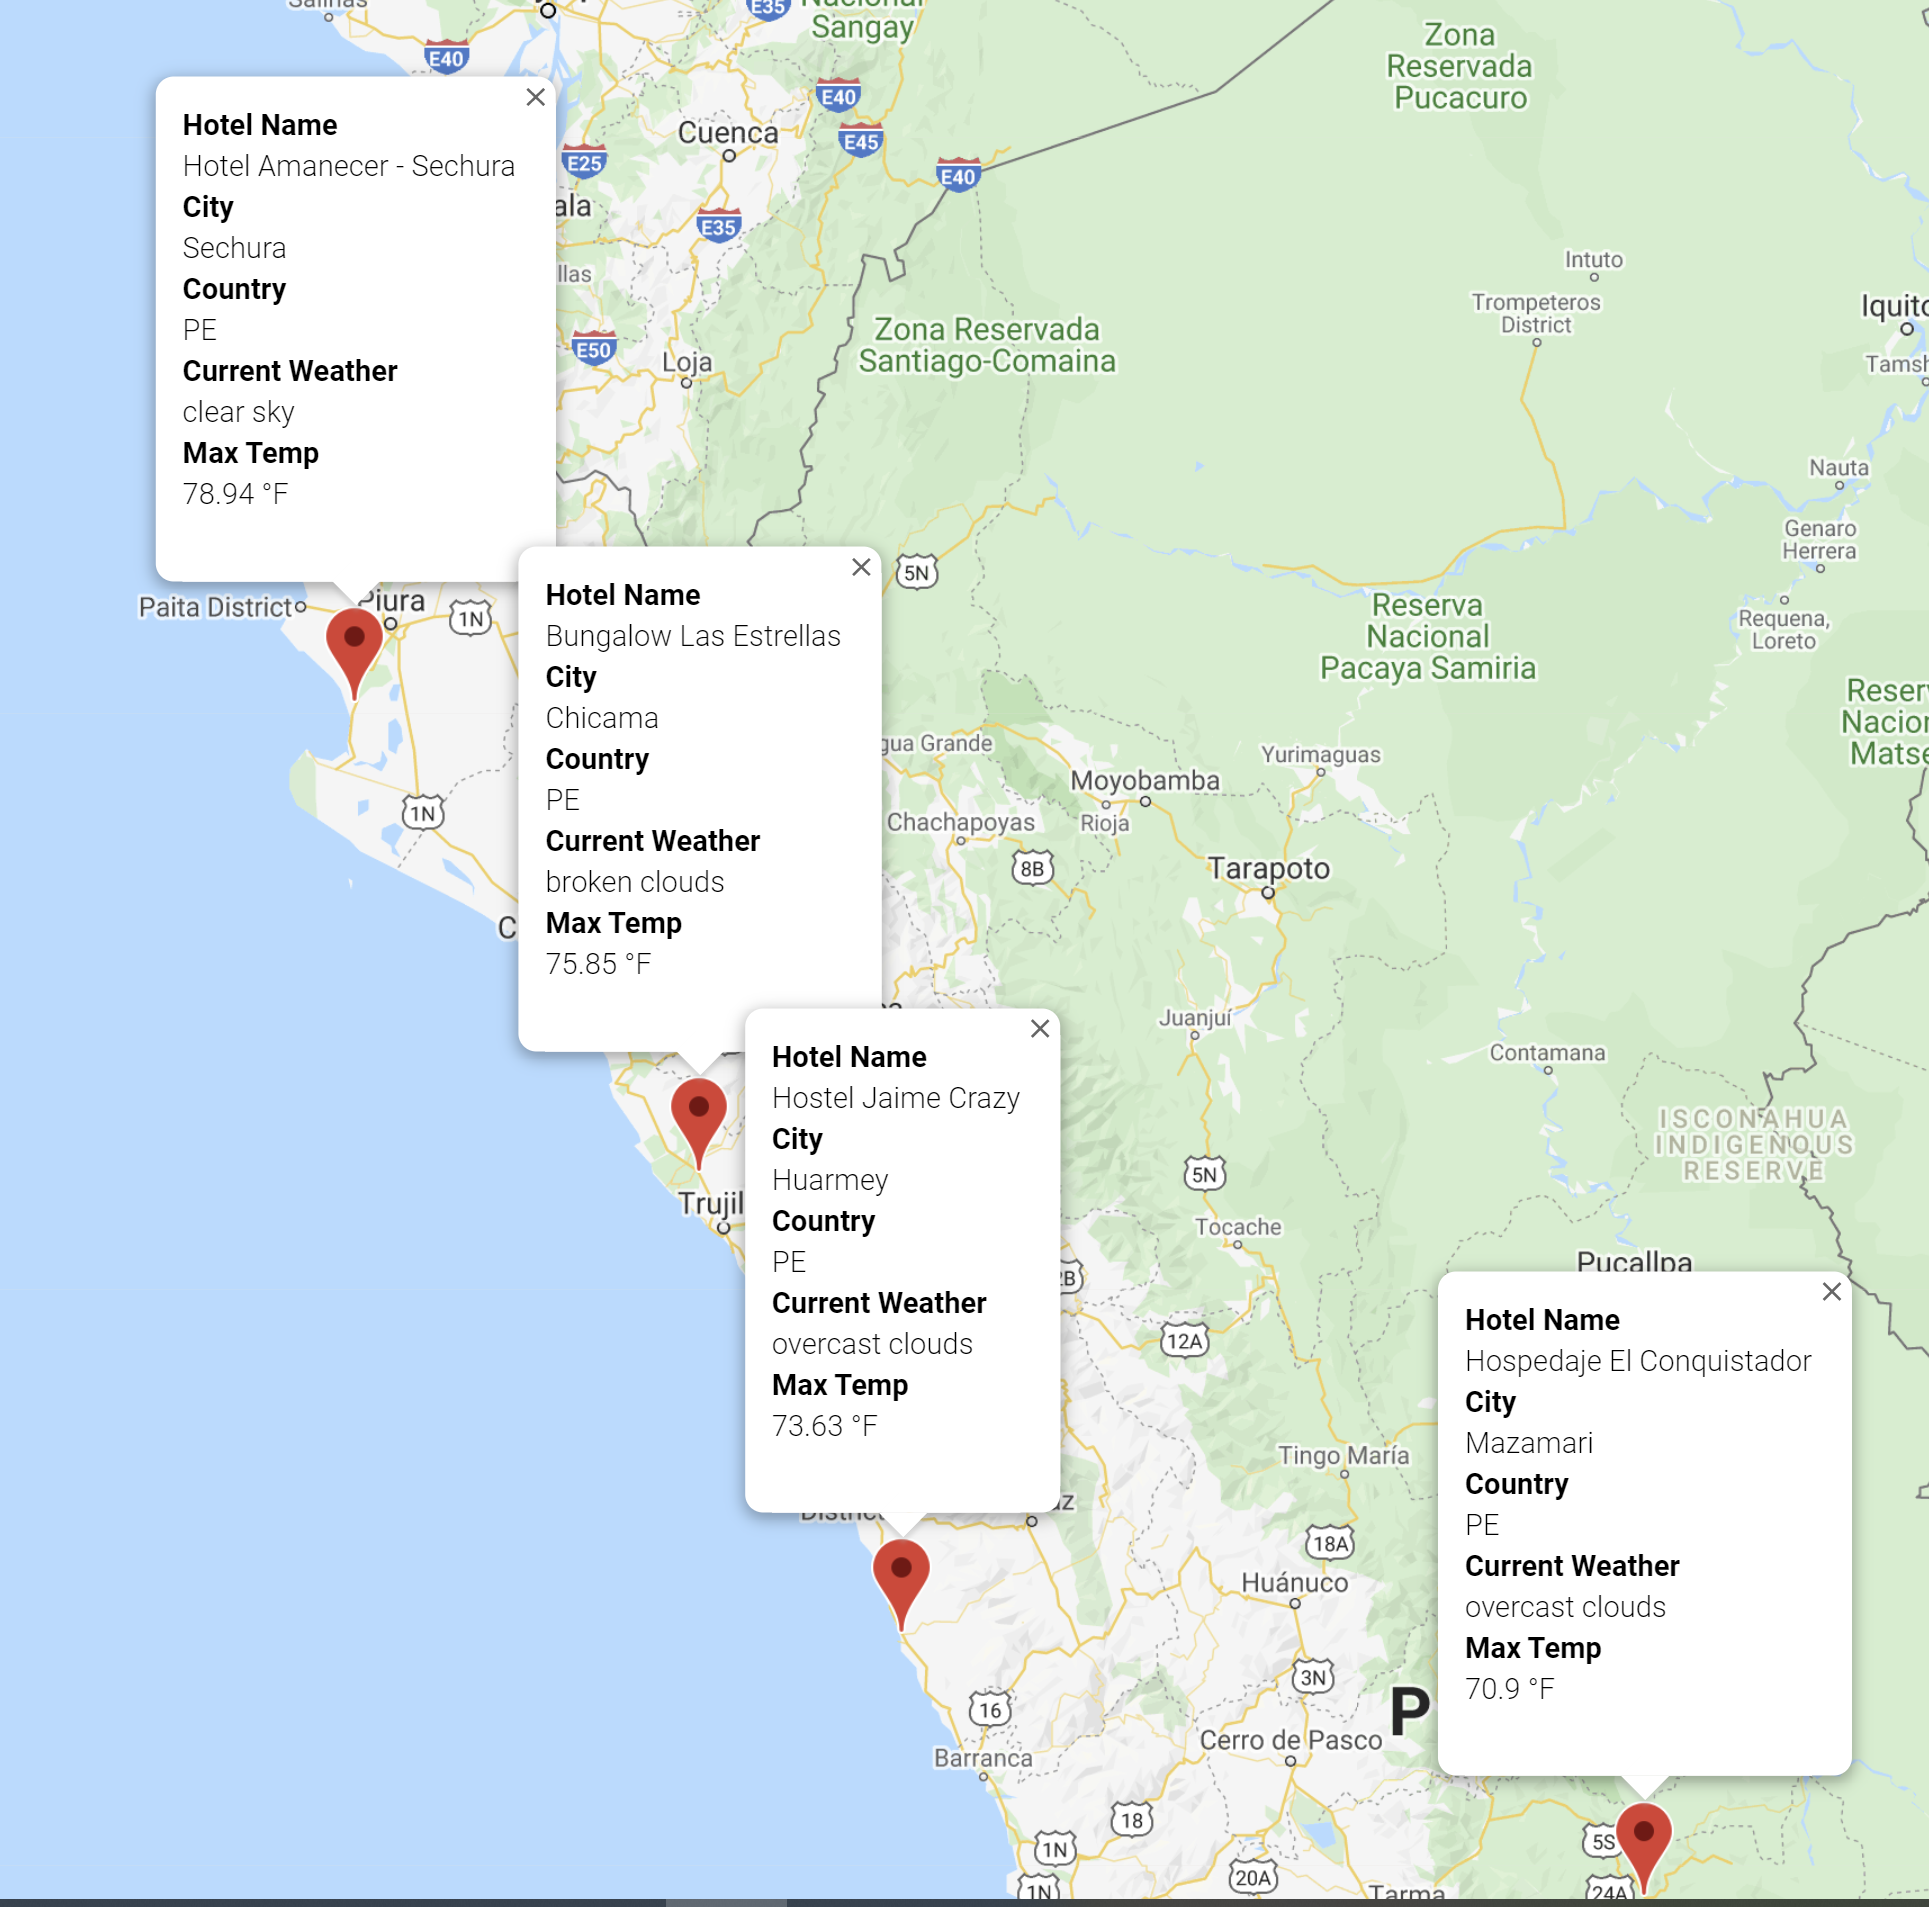 Salinas
E35
Nacional
Sangay
E40
Zona
Reservada
Pucacuro
E40
Cuenca
E45
E25
E40
E35
Intuto
Trompeteros
District
Zona Reservada
Santiago-Comaina
E50
Loja
Nauta
Genaro
Herrera
Requena,
Loreto
Hotel Name
Hotel Amanecer - Sechura
City
Sechura
Country
PE
Current Weather
clear sky
Max Temp
78.94 °F
Paita District
Piura
1N
5N
Reserva
Nacional
Pacaya Samiria
1N
Hotel Name
Bungalow Las Estrellas
City
Chicama
Country
PE
Current Weather
broken clouds
Max Temp
75.85 °F
Grande
Moyobamba
Rioja
Yurimaguas
Chachapoyas
8B
Tarapoto
Juanjuí
Contamana
ISCONAHUA
INDIGENOUS
RESERVE
5N
Tocache
Pucallpa
Hotel Name
Hostel Jaime Crazy
City
Huarmey
Country
PE
Current Weather
overcast clouds
Max Temp
73.63 °F
12A
Tingo María
18A
Huánuco
3N
P
16
Cerro de Pasco
Barranca
18
1N
1N
20A
Tarma
Hotel Name
Hospedaje El Conquistador
City
Mazamari
Country
PE
Current Weather
overcast clouds
Max Temp
70.9 °F
5S
24A